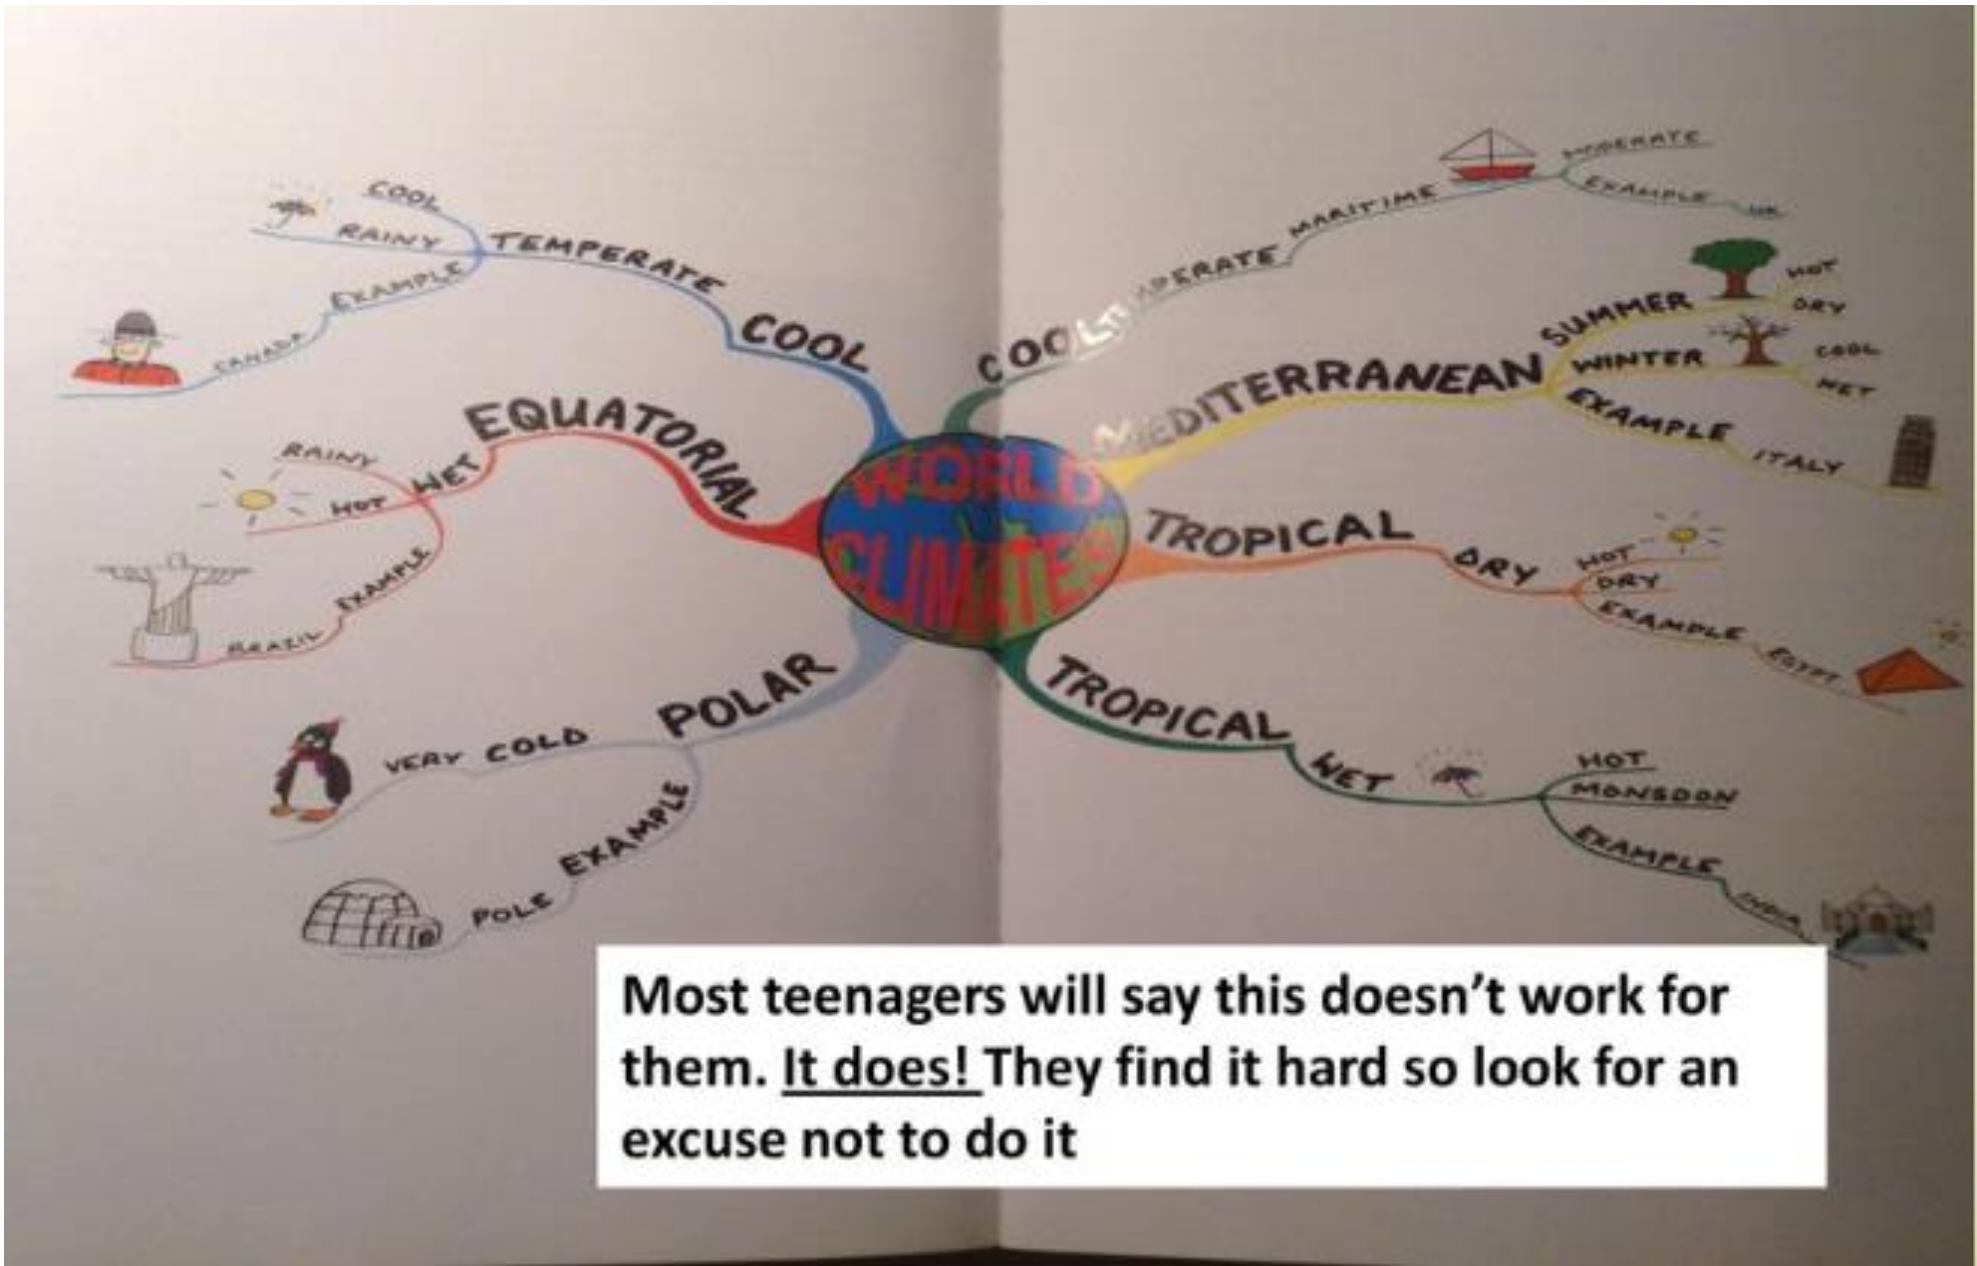 WORLD
CLIMATES
COOL
TEMPERATE
COOL
RAINY
EXAMPLE
CANADA
EQUATORIAL
WET
RAINY
HOT
EXAMPLE
BRAZIL
POLAR
VERY COLD
EXAMPLE
POLE
COOL
MARITIME
MODERATE
EXAMPLE
UK
MEDITERRANEAN
SUMMER
HOT
DRY
WINTER
COOL
WET
EXAMPLE
ITALY
TROPICAL
DRY
HOT
DRY
EXAMPLE
EGYPT
TROPICAL
WET
HOT
MONSOON
EXAMPLE
INDIA
Most teenagers will say this doesn't work for
them. It does! They find it hard so look for an
excuse not to do it